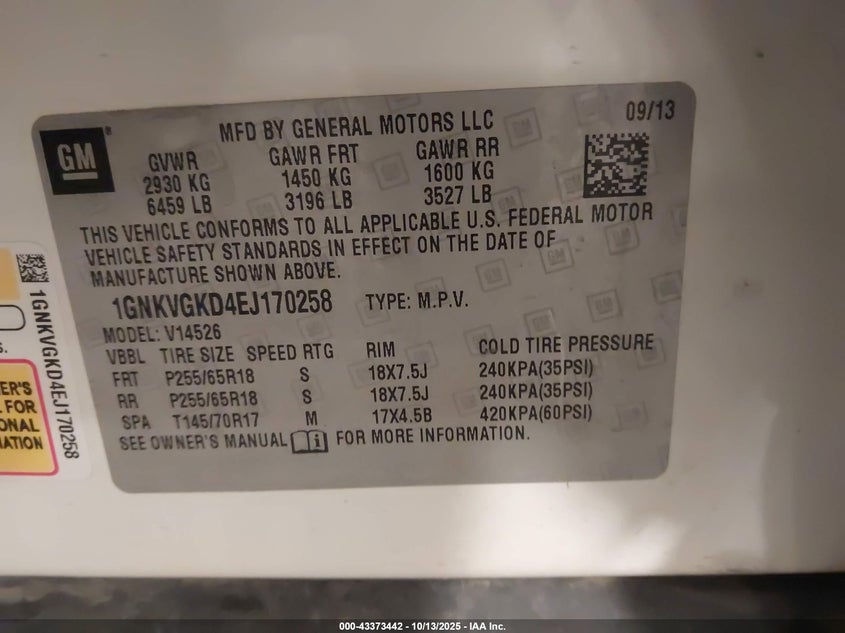 GM
®
MFD BY GENERAL MOTORS LLC
09/13
GVWR GAWR FRT GAWR RR
2930 KG 1450 KG 1600 KG
6459 LB 3196 LB 3527 LB
THIS VEHICLE CONFORMS TO ALL APPLICABLE U.S. FEDERAL MOTOR
VEHICLE SAFETY STANDARDS IN EFFECT ON THE DATE OF
MANUFACTURE SHOWN ABOVE.
1GNKVGKD4EJ170258 TYPE: M.P.V.
MODEL: V14526
VBBL TIRE SIZE SPEED RTG RIM COLD TIRE PRESSURE
FRT P255/65R18 S 18X7.5J 240KPA(35PSI)
RR P255/65R18 S 18X7.5J 240KPA(35PSI)
SPA T145/70R17 M 17X4.5B 420KPA(60PSI)
SEE OWNER'S MANUAL FOR MORE INFORMATION.
1GNKVGKD4EJ170258
S.
ER'S
FOR
ONAL
ATION
000-43373442 - 10/13/2025 - IAA Inc.